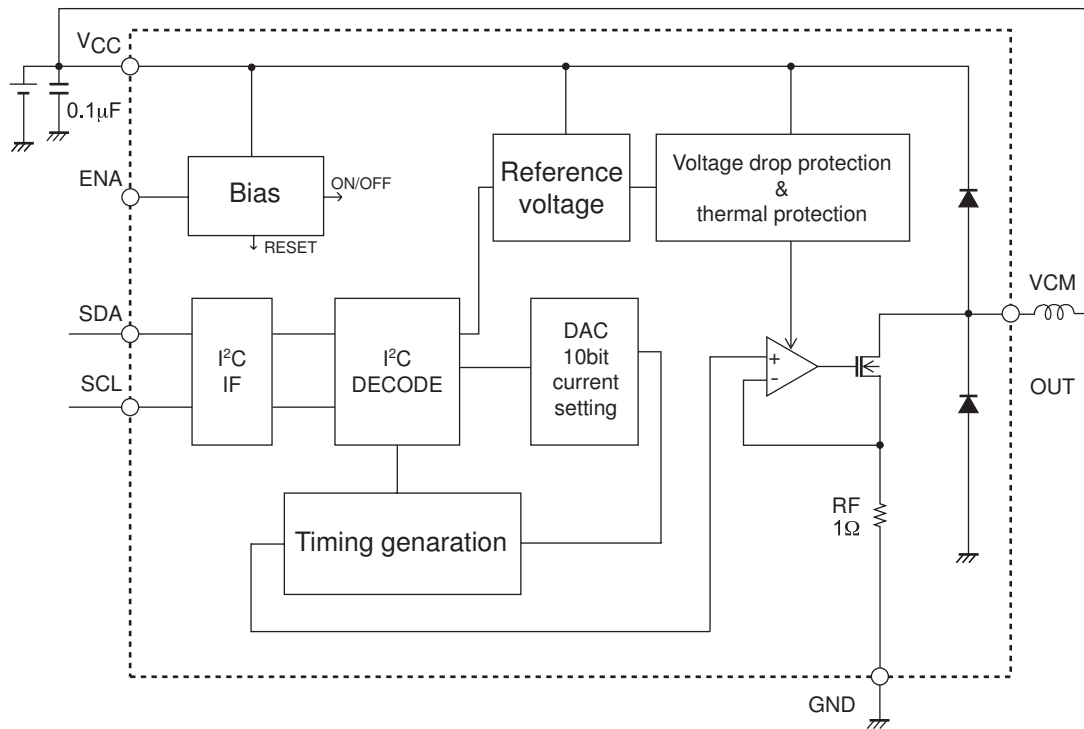 VCC
0.1µF
ENA
Bias
ON/OFF
RESET
Reference
voltage
Voltage drop protection
&
thermal protection
SDA
SCL
I²C
IF
I²C
DECODE
DAC
10bit
current
setting
+
-
VCM
OUT
Timing genaration
RF
1Ω
GND